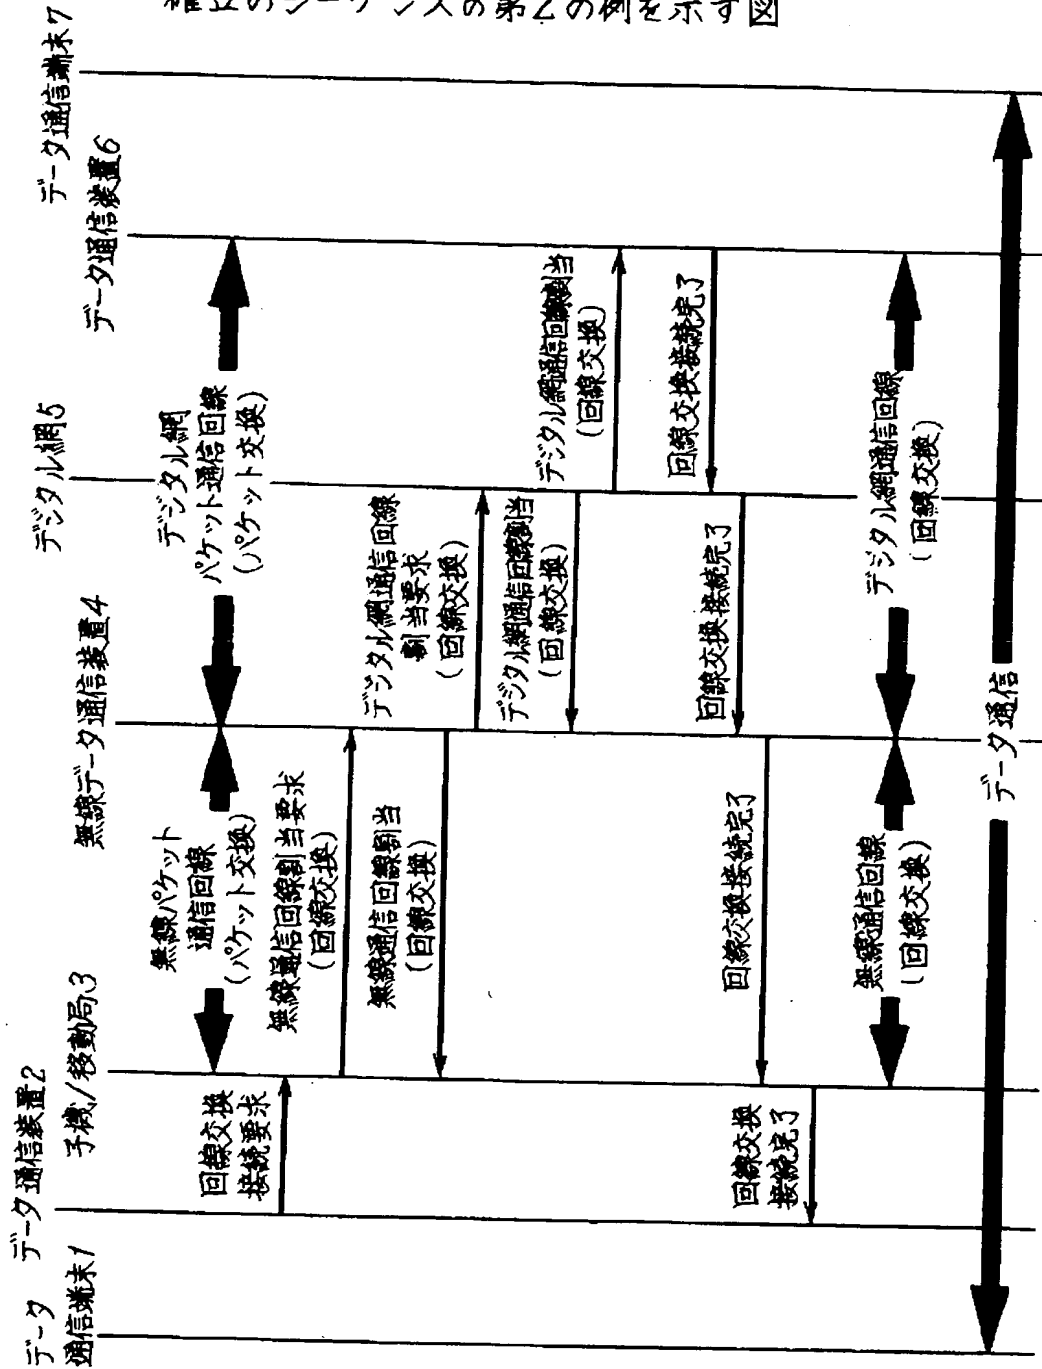 確立のシーケンスの第2の例を示す図
データ
通信端末1
データ通信装置2
子機/移動局3
無線データ通信装置4
デジタル網5
データ通信装置6
データ通信端末7
無線パケット
通信回線
(パケット交換)
デジタル網
パケット通信回線
(パケット交換)
回線交換
接続要求
無線通信回線割当要求
(回線交換)
無線通信回線割当
(回線交換)
デジタル網通信回線
割当要求
(回線交換)
デジタル網通信回線割当
(回線交換)
デジタル網通信回線割当
(回線交換)
回線交換接続完了
回線交換接続完了
回線交換接続完了
回線交換
接続完了
無線通信回線
(回線交換)
デジタル網通信回線
(回線交換)
データ通信